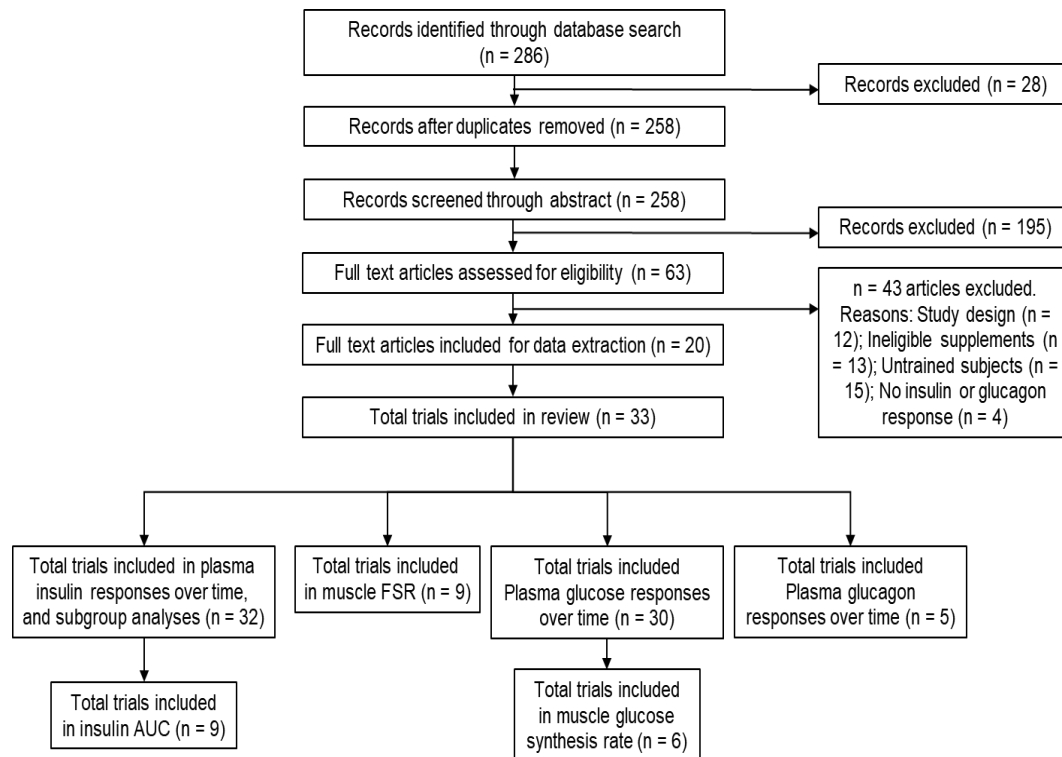 Records identified through database search
(n = 286)
Records excluded (n = 28)
Records after duplicates removed (n = 258)
Records screened through abstract (n = 258)
Records excluded (n = 195)
Full text articles assessed for eligibility (n = 63)
n = 43 articles excluded.
Reasons: Study design (n =
12); Ineligible supplements (n
= 13); Untrained subjects (n =
15); No insulin or glucagon
response (n = 4)
Full text articles included for data extraction (n = 20)
Total trials included in review (n = 33)
Total trials included in plasma
insulin responses over time,
and subgroup analyses (n = 32)
Total trials included
in muscle FSR (n = 9)
Total trials included
Plasma glucose responses
over time (n = 30)
Total trials included
Plasma glucagon
responses over time (n = 5)
Total trials included
in insulin AUC (n = 9)
Total trials included
in muscle glucose
synthesis rate (n = 6)